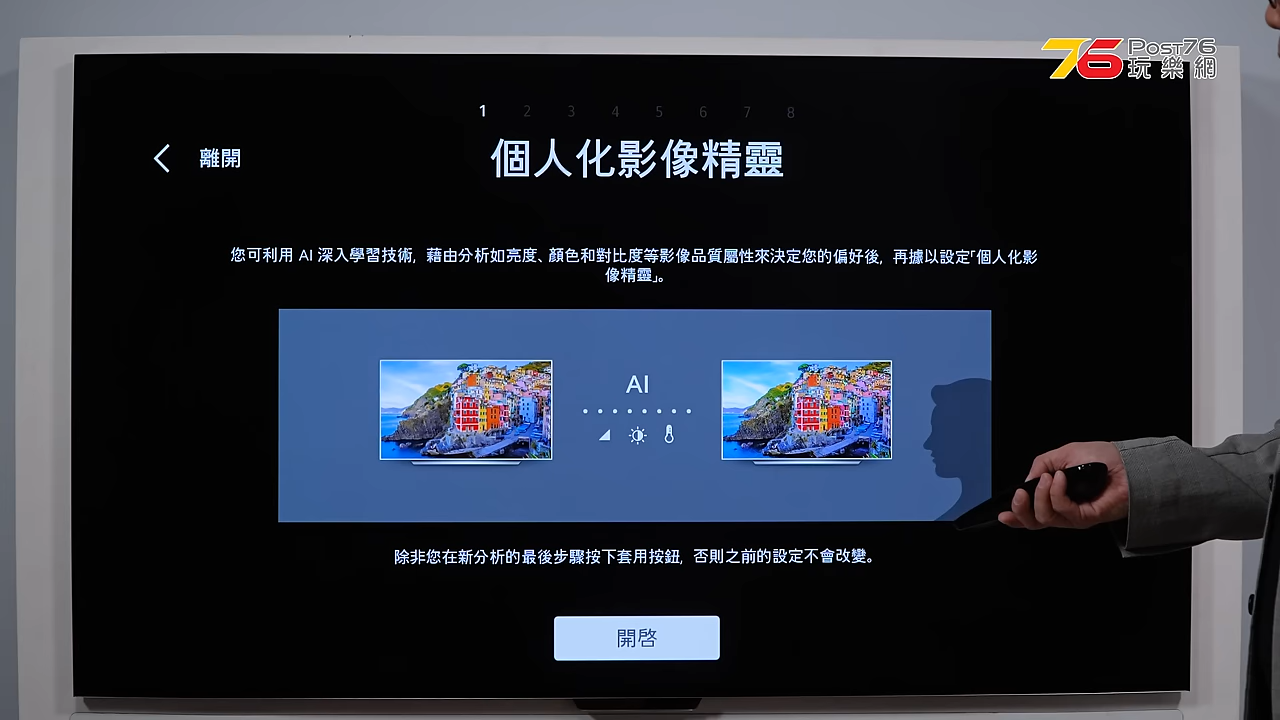 76 POST76
玩樂網
1 2 3 4 5 6 7 8
離開
個人化影像精靈
您可利用 AI 深入學習技術, 藉由分析如亮度、顏色和對比度等影像品質屬性來決定您的偏好後, 再據以設定「個人化影
像精靈」。
AI
除非您在新分析的最後步驟按下套用按鈕, 否則之前的設定不會改變。
開啓